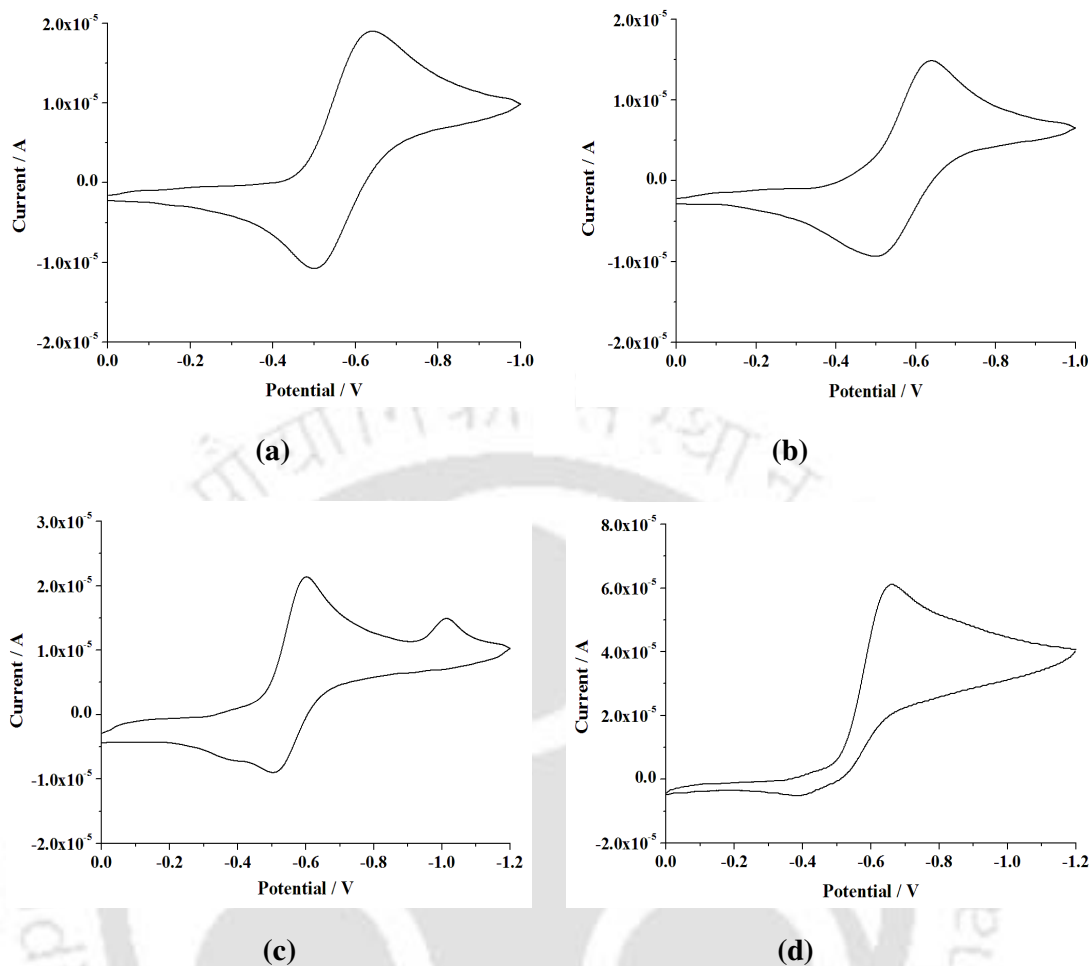 2.0x10⁻⁵
1.0x10⁻⁵
0.0
-1.0x10⁻⁵
-2.0x10⁻⁵
Current / A
0.0 -0.2 -0.4 -0.6 -0.8 -1.0
Potential / V
(a)
2.0x10⁻⁵
1.0x10⁻⁵
0.0
-1.0x10⁻⁵
-2.0x10⁻⁵
Current / A
0.0 -0.2 -0.4 -0.6 -0.8 -1.0
Potential / V
(b)
3.0x10⁻⁵
2.0x10⁻⁵
1.0x10⁻⁵
0.0
-1.0x10⁻⁵
-2.0x10⁻⁵
Current / A
0.0 -0.2 -0.4 -0.6 -0.8 -1.0 -1.2
Potential / V
(c)
8.0x10⁻⁵
6.0x10⁻⁵
4.0x10⁻⁵
2.0x10⁻⁵
0.0
-2.0x10⁻⁵
Current / A
0.0 -0.2 -0.4 -0.6 -0.8 -1.0 -1.2
Potential / V
(d)